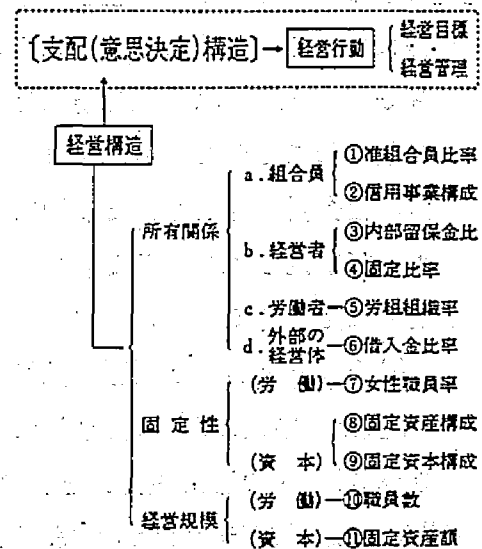 〔支配(意思決定)構造〕→ 経営行動 経営目標
・
経営管理
経営構造
所有関係
a.組合員 ①准組合員比率
②信用事業構成
b.経営者 ③内部留保金比
④固定比率
c.労働者―⑤労組組織率
d.外部の経営体―⑥借入金比率
固定性
(労働)―⑦女性職員率
(資本) ⑧固定資産構成
⑨固定資本構成
経営規模
(労働)―⑩職員数
(資本)―⑪固定資産額